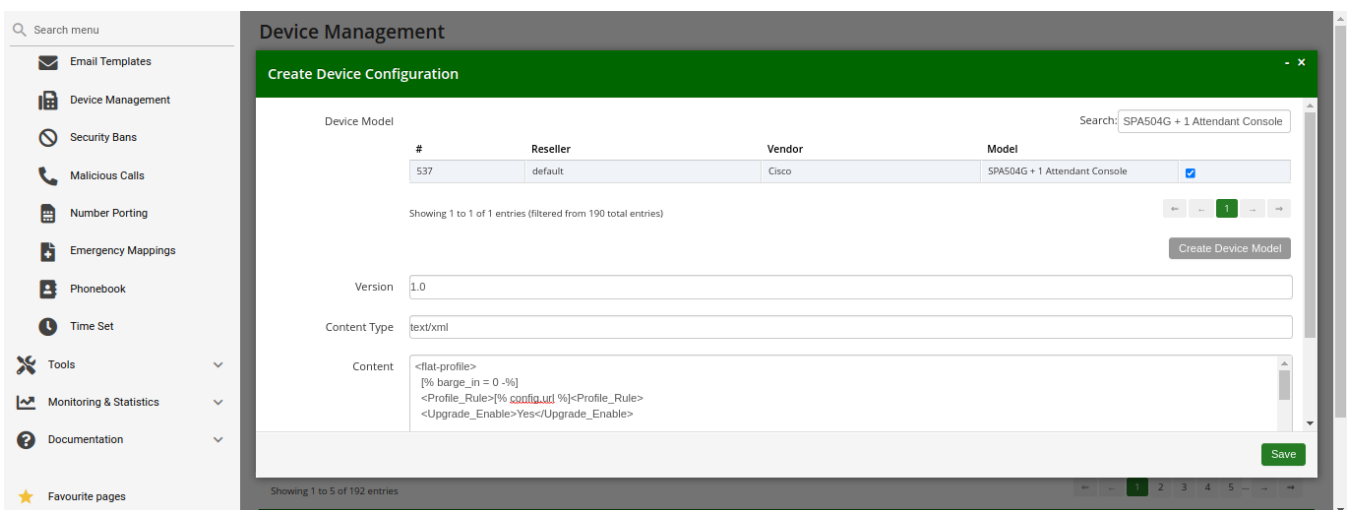 Search menu
Email Templates
Device Management
Security Bans
Malicious Calls
Number Porting
Emergency Mappings
Phonebook
Time Set
Tools
Monitoring & Statistics
Documentation
Favourite pages
Device Management
Create Device Configuration
- ×
Device Model
Search: SPA504G + 1 Attendant Console
# Reseller Vendor Model
537 default Cisco SPA504G + 1 Attendant Console
Showing 1 to 1 of 1 entries (filtered from 190 total entries)
⇐ ← 1 → ⇒
Create Device Model
Version 1.0
Content Type text/xml
Content
<flat-profile>
[% barge_in = 0 -%]
<Profile_Rule>[% config.url %]<Profile_Rule>
<Upgrade_Enable>Yes</Upgrade_Enable>
Save
Showing 1 to 5 of 192 entries
⇐ ← 1 2 3 4 5 ... → ⇒